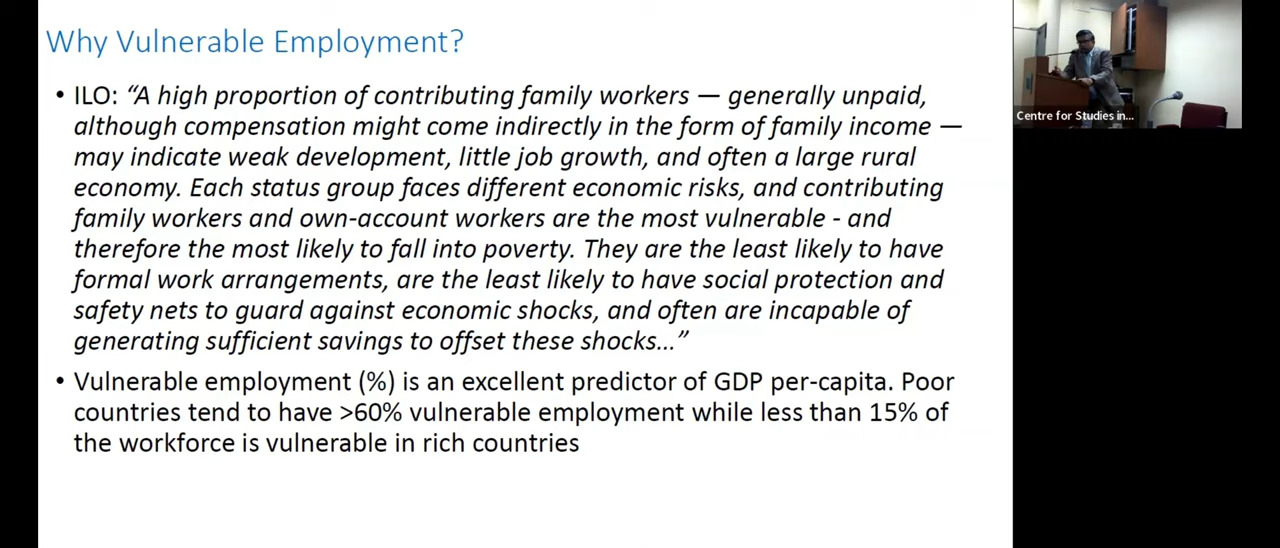 Why Vulnerable Employment?
• ILO: “A high proportion of contributing family workers — generally unpaid,
although compensation might come indirectly in the form of family income —
may indicate weak development, little job growth, and often a large rural
economy. Each status group faces different economic risks, and contributing
family workers and own-account workers are the most vulnerable - and
therefore the most likely to fall into poverty. They are the least likely to have
formal work arrangements, are the least likely to have social protection and
safety nets to guard against economic shocks, and often are incapable of
generating sufficient savings to offset these shocks…”
• Vulnerable employment (%) is an excellent predictor of GDP per-capita. Poor
countries tend to have >60% vulnerable employment while less than 15% of
the workforce is vulnerable in rich countries
Centre for Studies in...